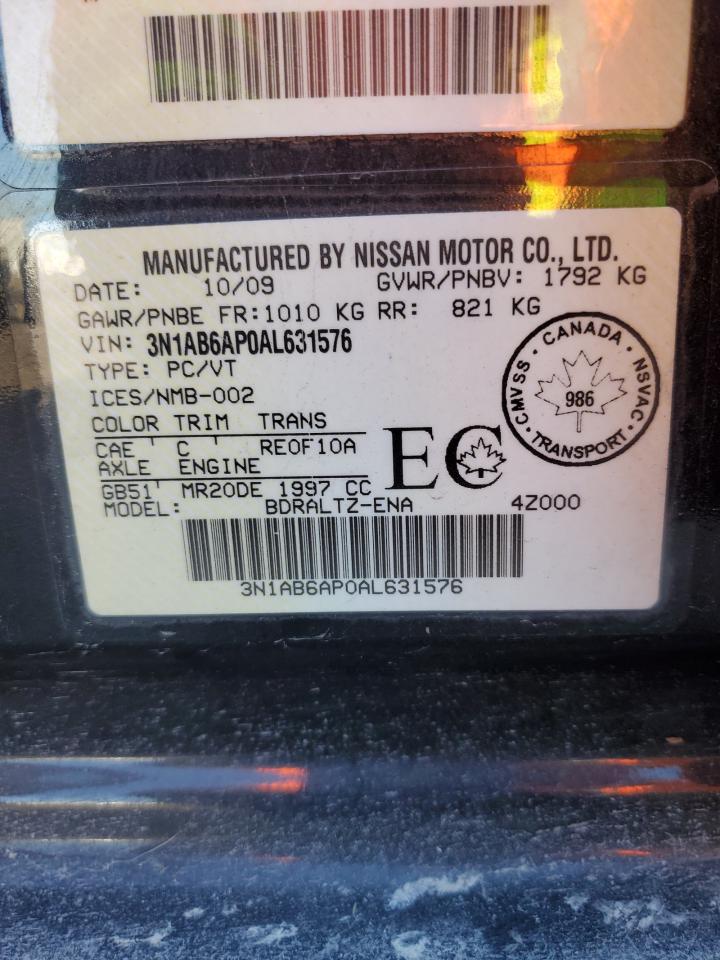 MANUFACTURED BY NISSAN MOTOR CO., LTD.
DATE: 10/09 GVWR/PNBV: 1792 KG
GAWR/PNBE FR:1010 KG RR: 821 KG
VIN: 3N1AB6AP0AL631576
TYPE: PC/VT
ICES/NMB-002
COLOR TRIM TRANS
CAE ' C ' RE0F10A
AXLE ENGINE
GB51' MR20DE 1997 CC
MODEL: BDRALTZ-ENA 4Z000
3N1AB6AP0AL631576
EC
· CANADA · NSVAC · TRANSPORT · CMVSS
986